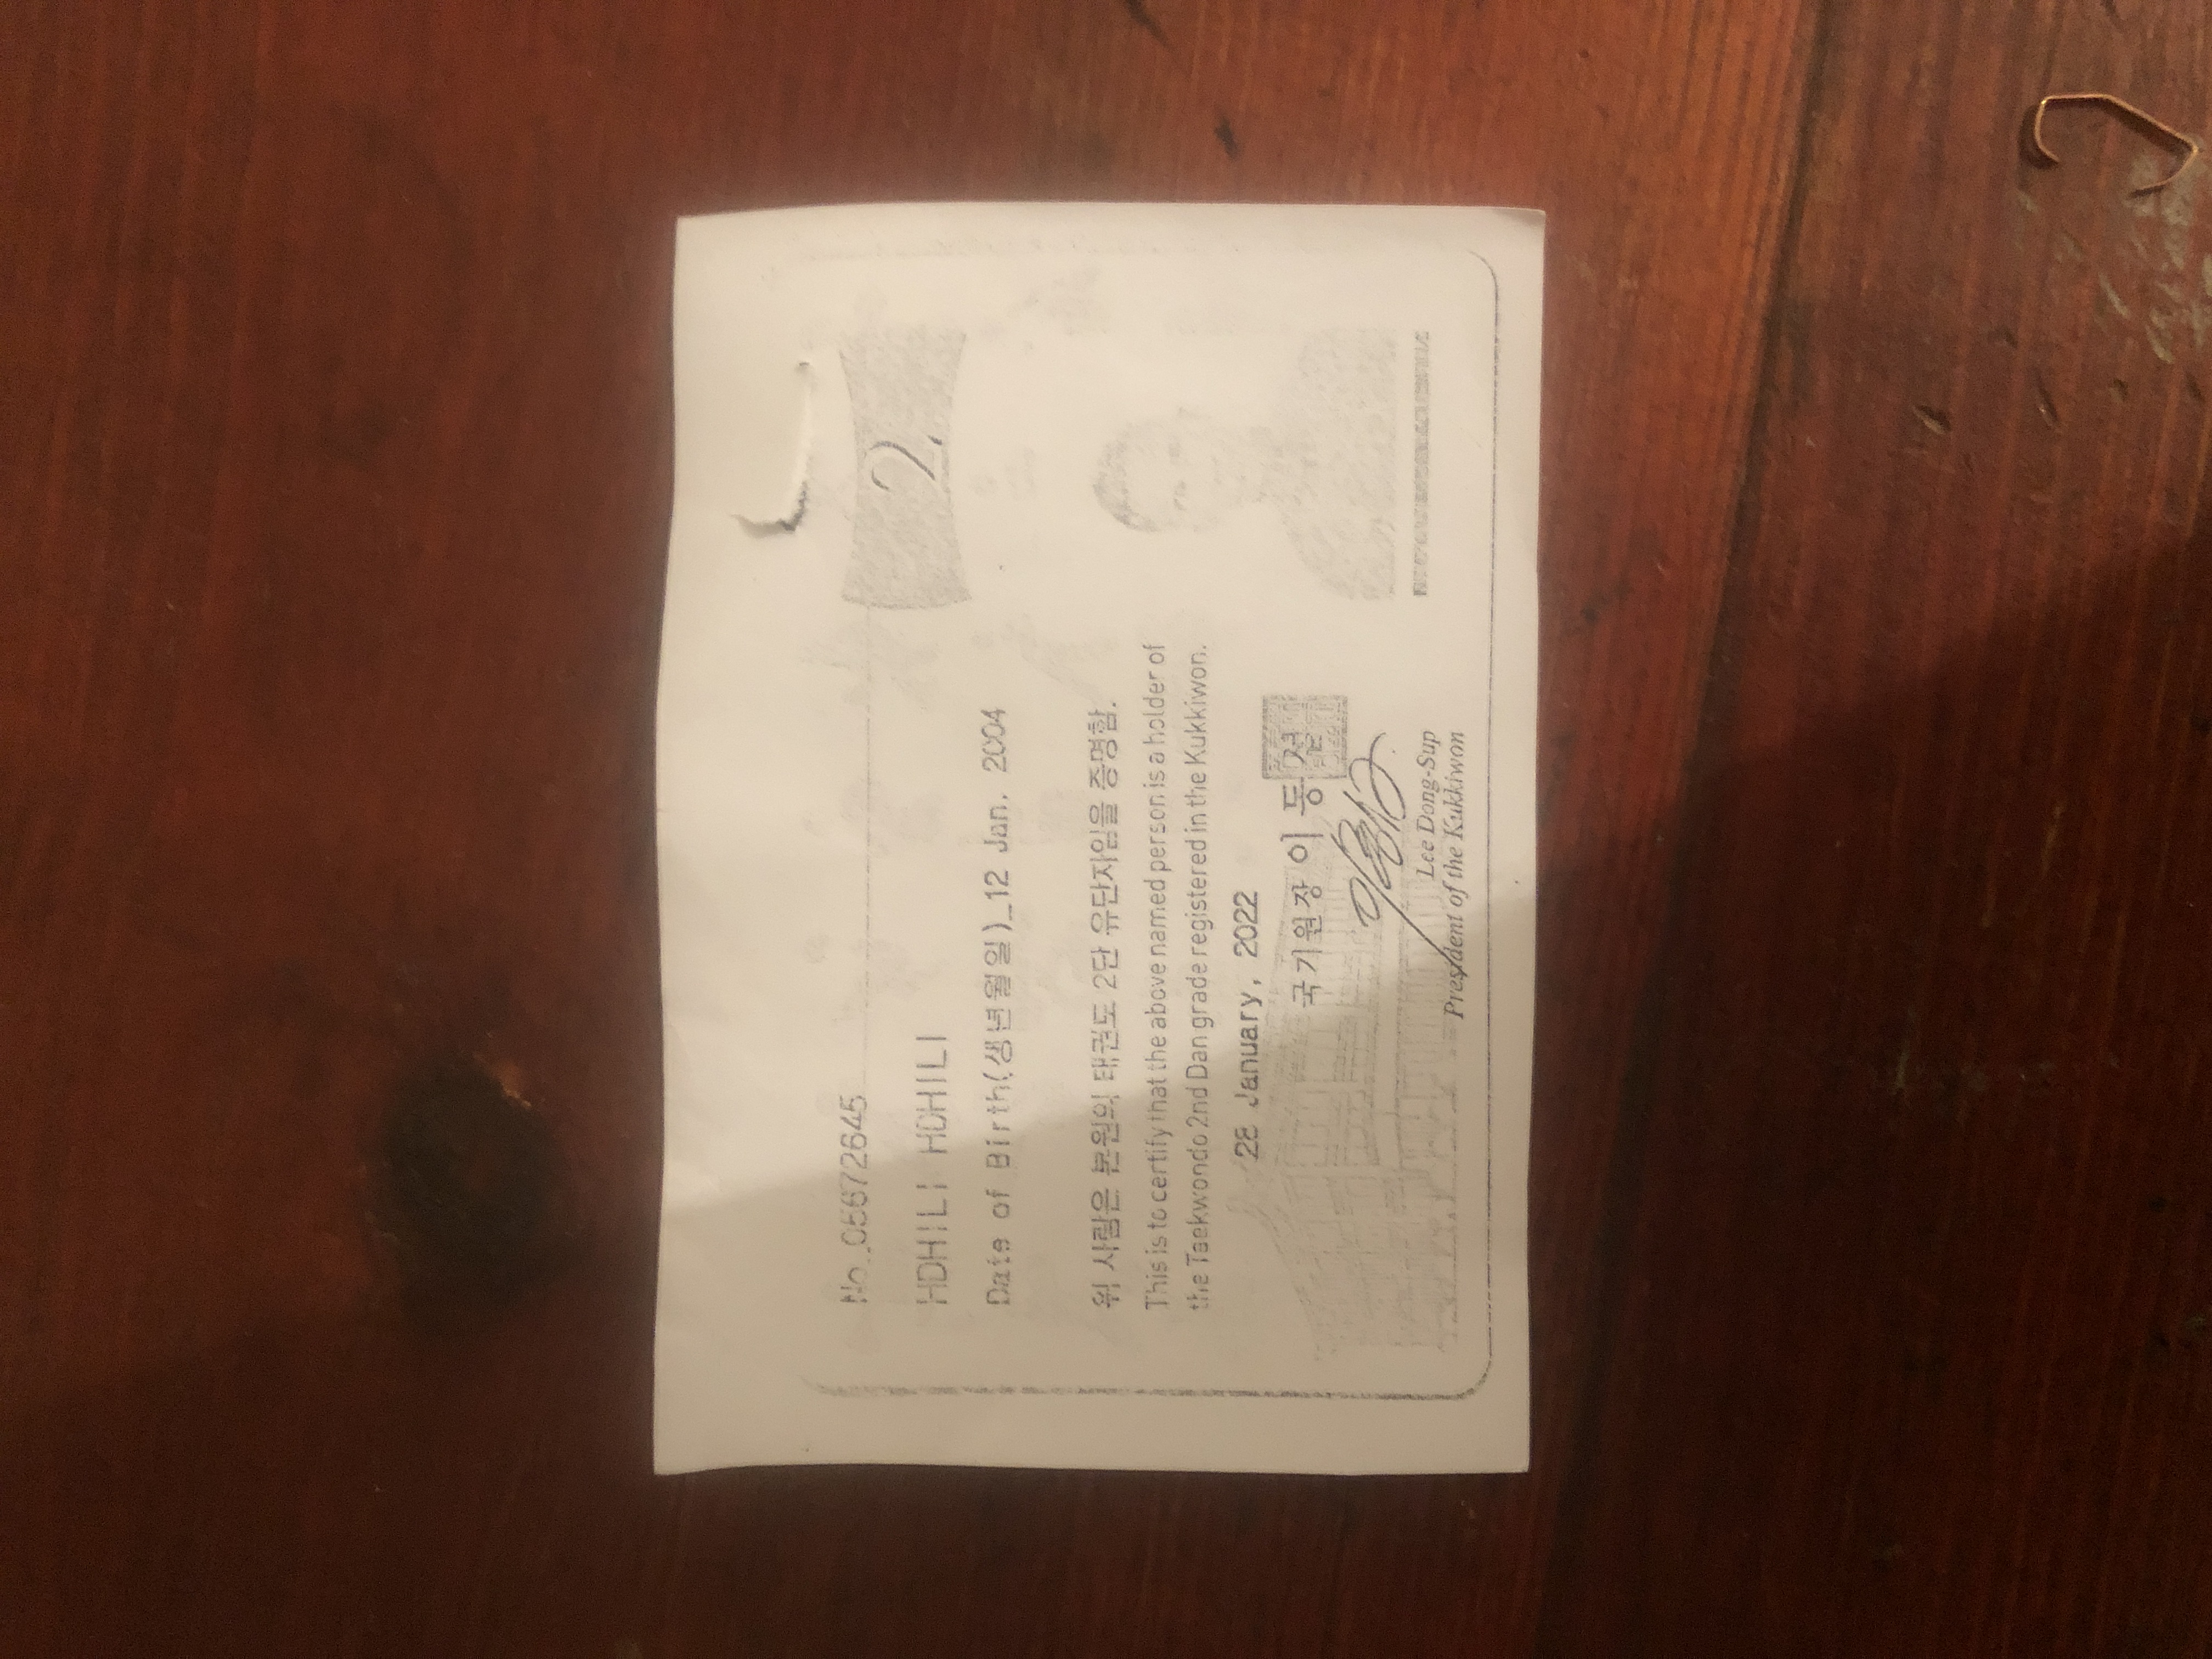 No_05672645
2.
HDHILI HDHILI
Date of Birth(생년월일)_12 Jan. 2004
위 사람은 본원의 태권도 2단 유단자임을 증명함.
This is to certify that the above named person is a holder of
the Taekwondo 2nd Dan grade registered in the Kukkiwon.
28 January, 2022
국기원장 이 동 섭
Lee Dong-Sup
President of the Kukkiwon